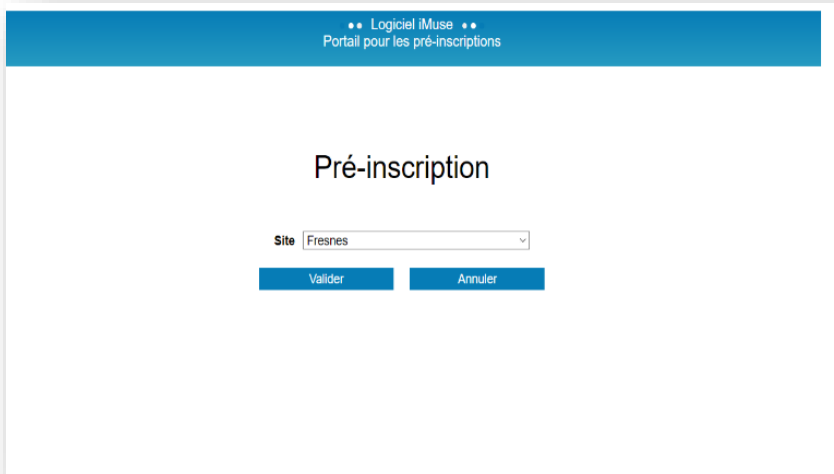 •• Logiciel iMuse ••
Portail pour les pré-inscriptions
Pré-inscription
Site Fresnes
Valider Annuler